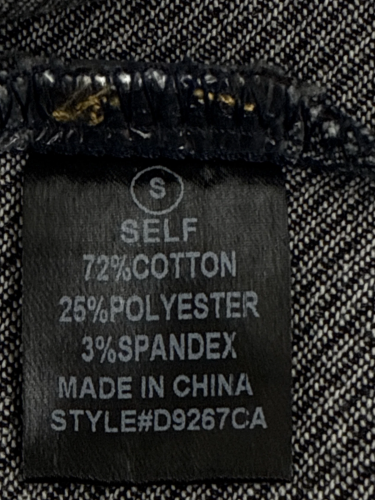 S
SELF
72%COTTON
25%POLYESTER
3%SPANDEX
MADE IN CHINA
STYLE#D9267CA